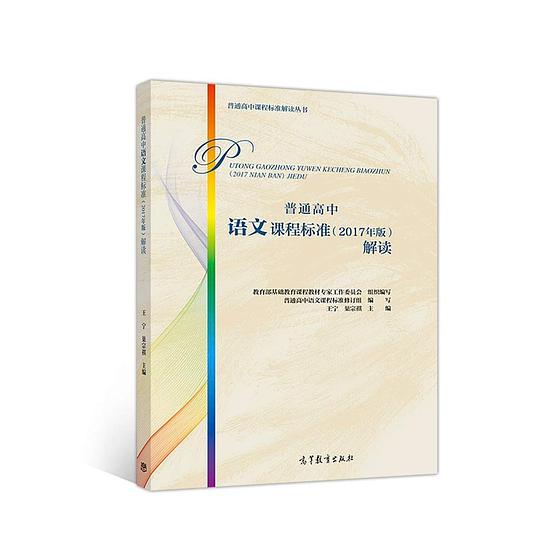 普通高中课程标准解读丛书
PUTONG GAOZHONG YUWEN KECHENG BIAOZHUN
(2017 NIAN BAN) JIEDU
普通高中
语文课程标准(2017年版)
解读
教育部基础教育课程教材专家工作委员会 组织编写
普通高中语文课程标准修订组 编 写
王宁 巢宗祺 主 编
高等教育出版社
普通高中语文课程标准(2017年版)解读
王宁 巢宗祺 主编